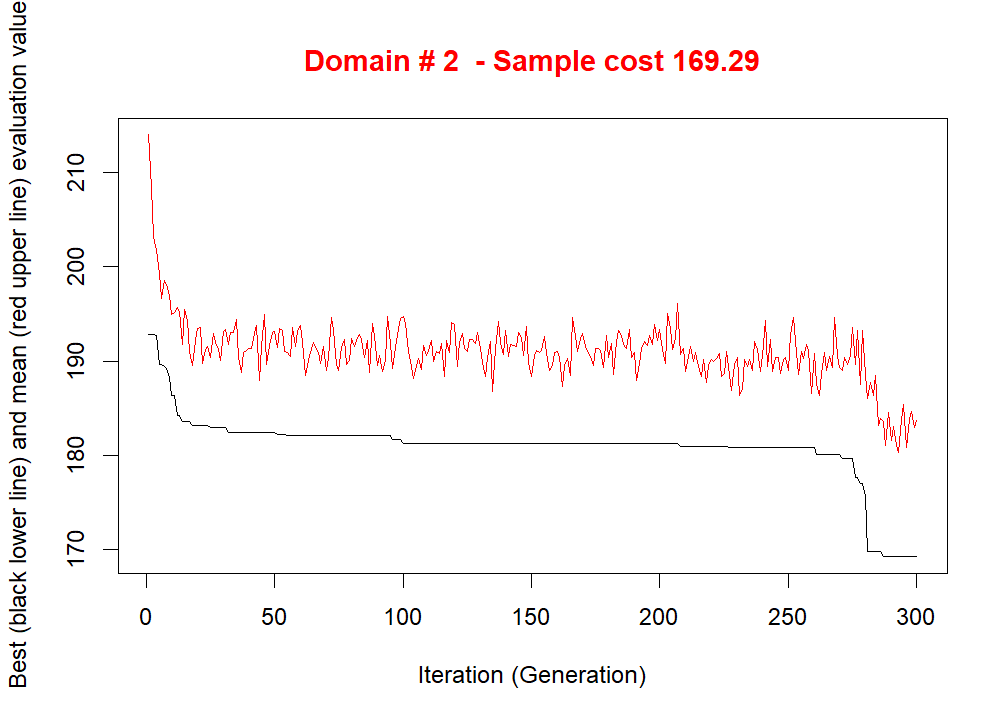 Domain # 2  - Sample cost 169.29
Best (black lower line) and mean (red upper line) evaluation value
210
200
190
180
170
0 50 100 150 200 250 300
Iteration (Generation)